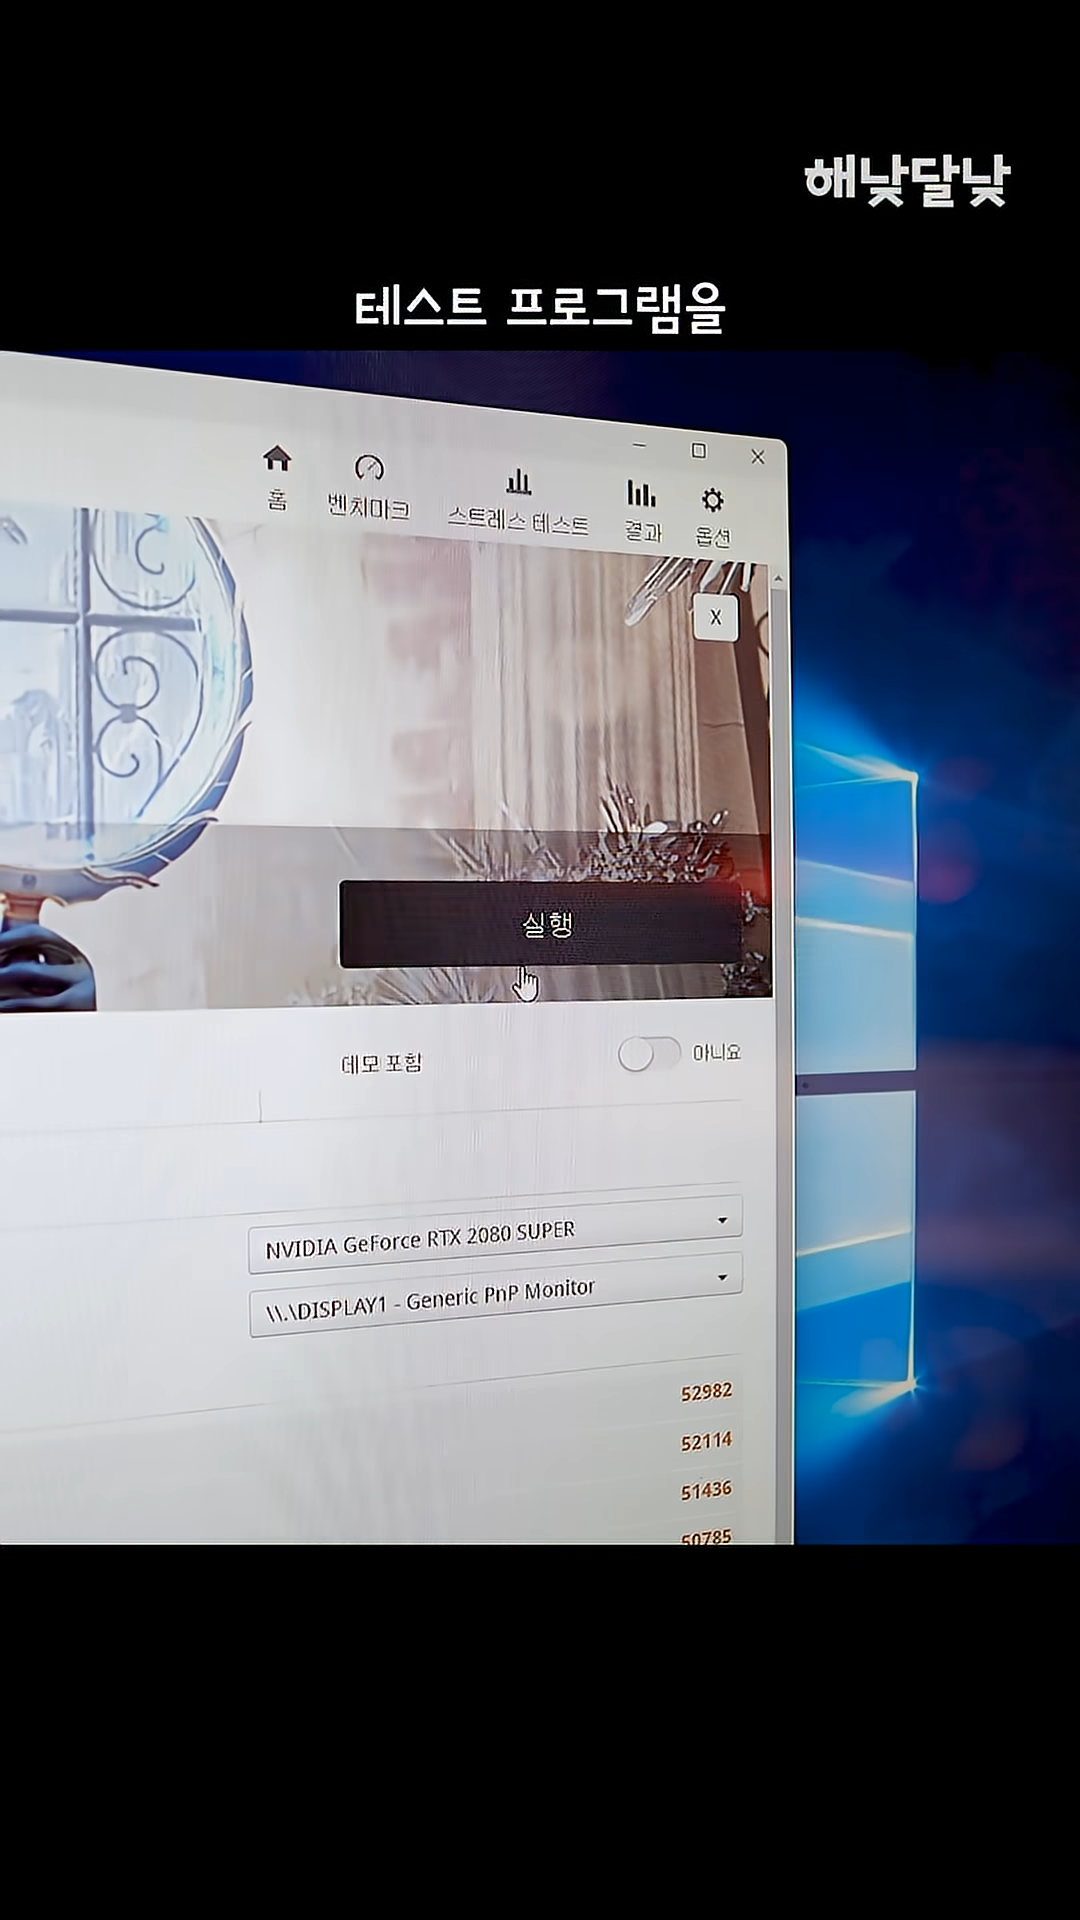 해낮달낮
테스트 프로그램을
홈
벤치마크
스트레스 테스트
결과
옵션
X
실행
데모 포함
아니요
NVIDIA GeForce RTX 2080 SUPER
\\.\DISPLAY1 - Generic PnP Monitor
52982
52114
51436
50785